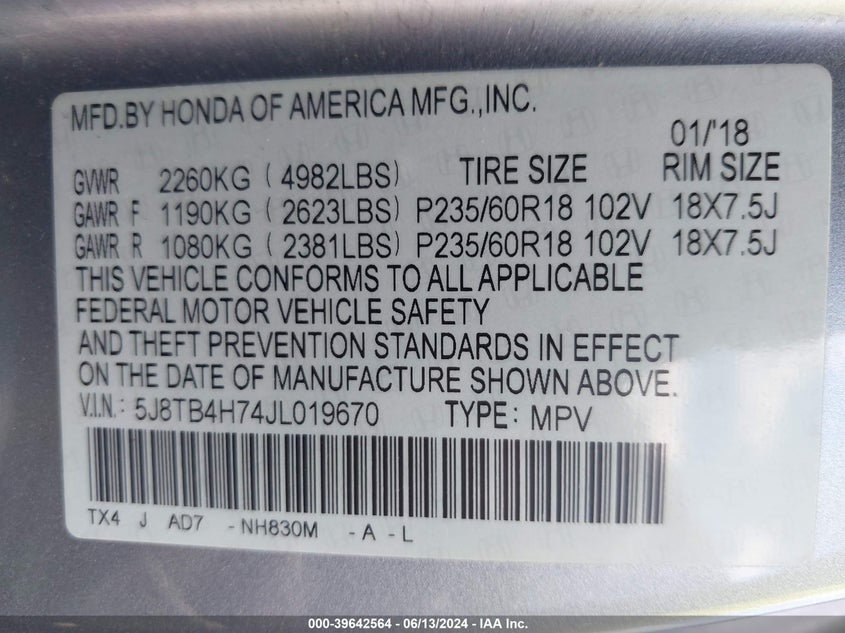 MFD.BY HONDA OF AMERICA MFG.,INC.
01/'18
GVWR 2260KG ( 4982LBS) TIRE SIZE RIM SIZE
GAWR F 1190KG ( 2623LBS) P235/60R18 102V 18X7.5J
GAWR R 1080KG ( 2381LBS) P235/60R18 102V 18X7.5J
THIS VEHICLE CONFORMS TO ALL APPLICABLE
FEDERAL MOTOR VEHICLE SAFETY
AND THEFT PREVENTION STANDARDS IN EFFECT
ON THE DATE OF MANUFACTURE SHOWN ABOVE.
V.I.N.: 5J8TB4H74JL019670 TYPE: MPV
TX4 J AD7 -NH830M -A -L
000-39642564 - 06/13/2024 - IAA Inc.